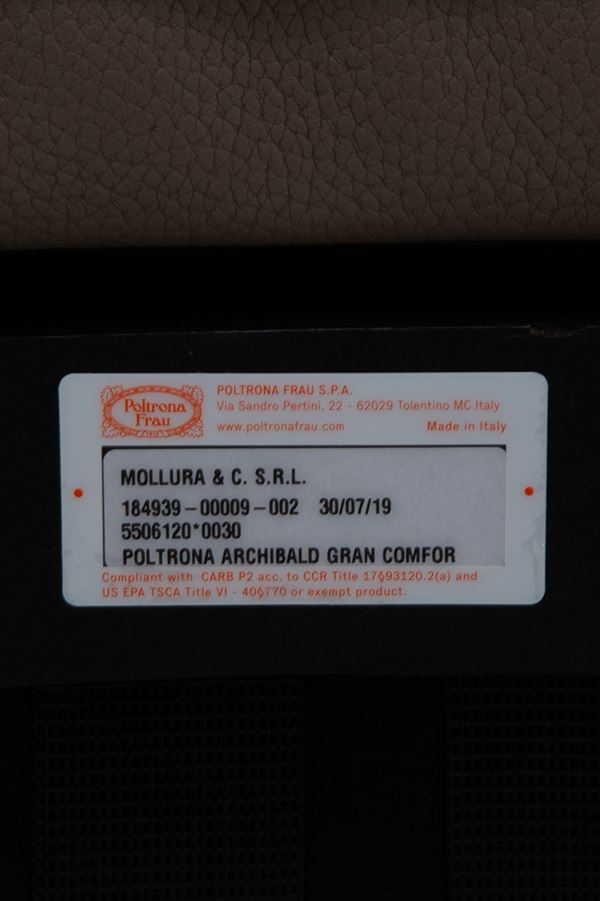 Poltrona
Frau
1912
POLTRONA FRAU S.P.A.
Via Sandro Pertini, 22 - 62029 Tolentino MC Italy
www.poltronafrau.com Made in Italy
MOLLURA & C. S.R.L.
184939-00009-002 30/07/19
5506120*0030
POLTRONA ARCHIBALD GRAN COMFOR
Compliant with CARB P2 acc. to CCR Title 17§93120.2(a) and
US EPA TSCA Title VI - 40§770 or exempt product.